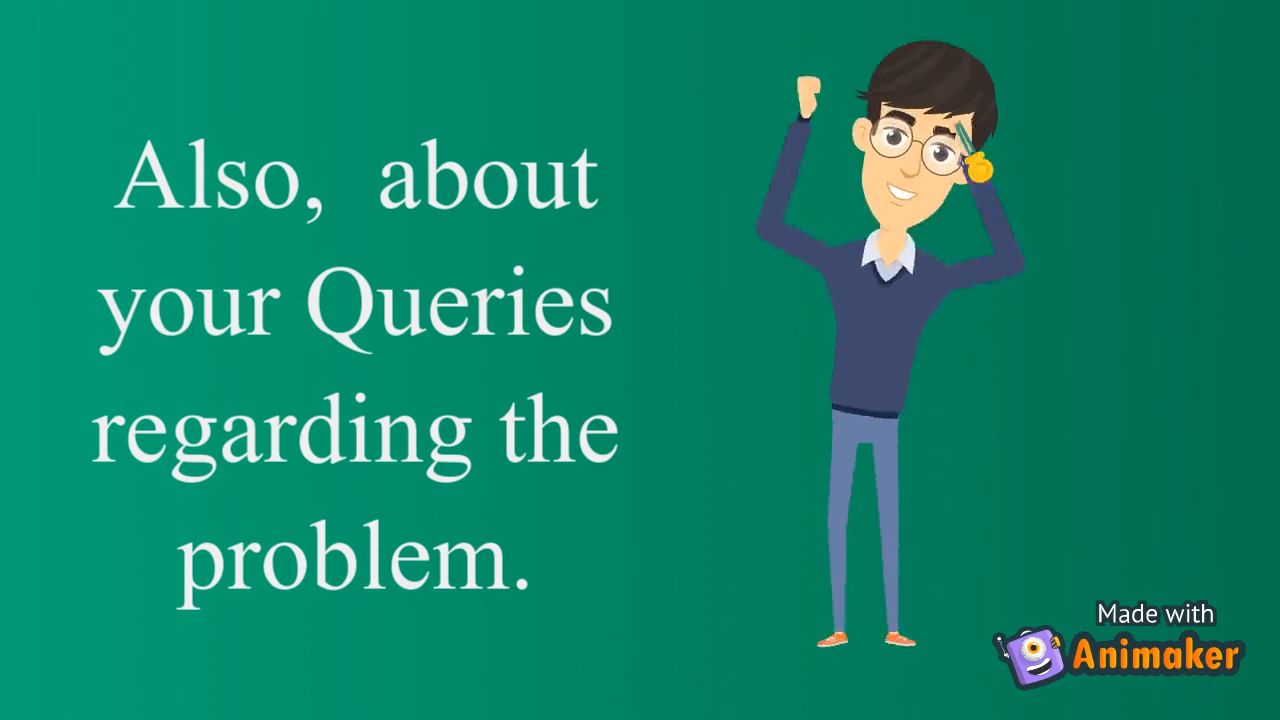 Also, about
your Queries
regarding the
problem.
Made with
Animaker